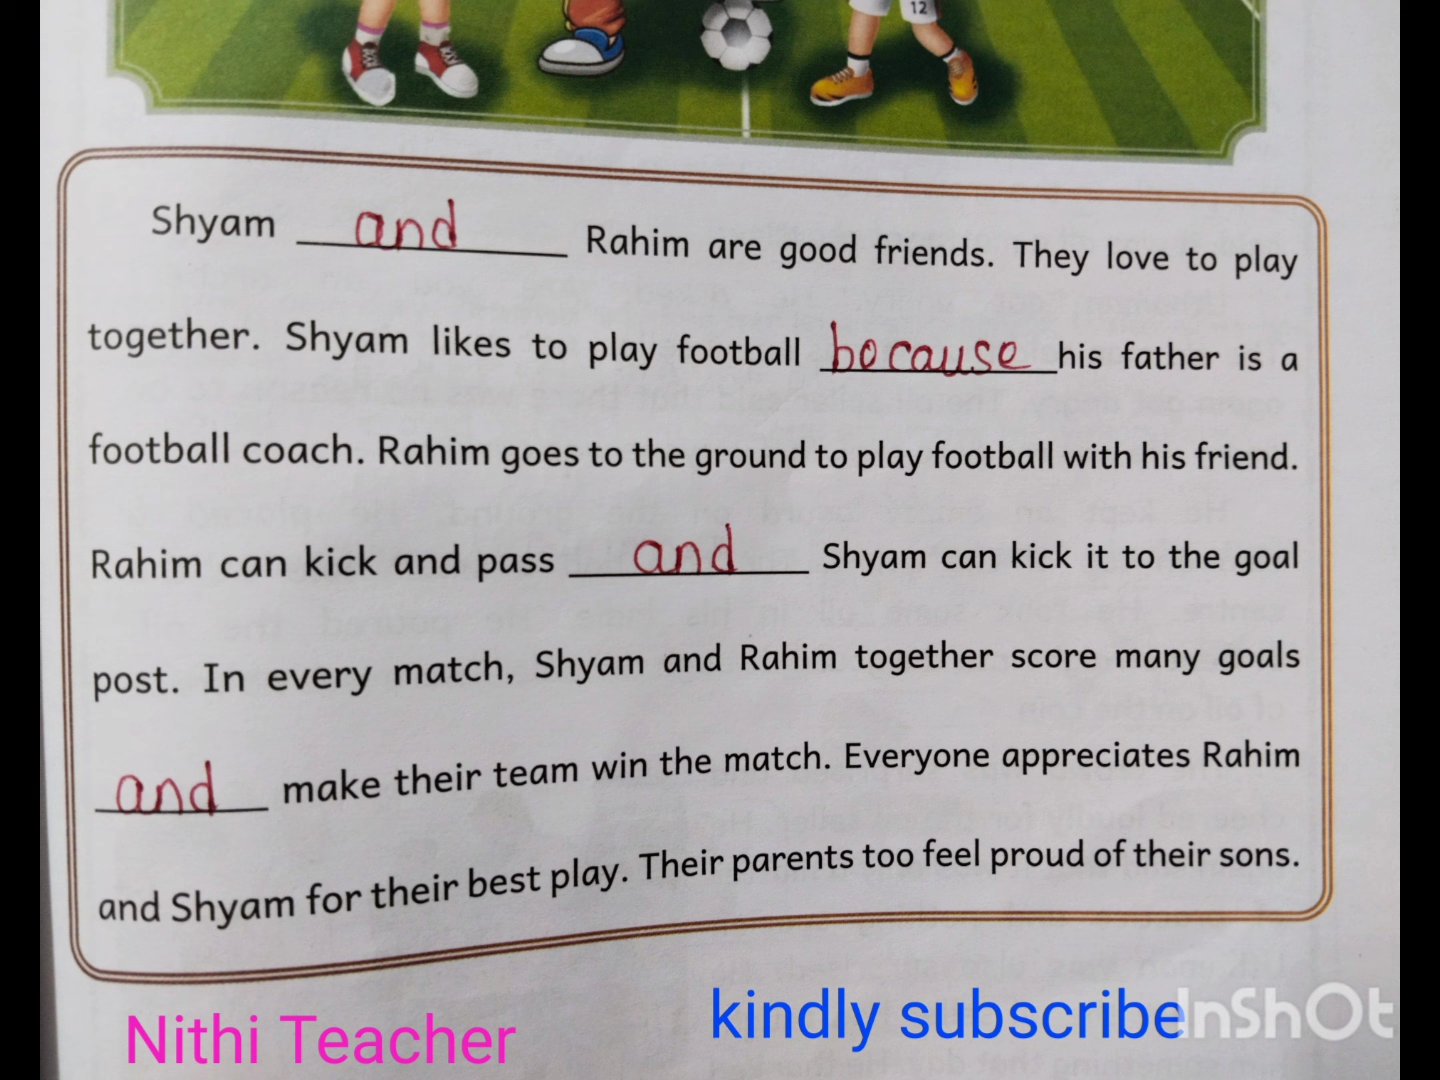 12
Shyam and Rahim are good friends. They love to play
together. Shyam likes to play football because his father is a
football coach. Rahim goes to the ground to play football with his friend.
Rahim can kick and pass and Shyam can kick it to the goal
post. In every match, Shyam and Rahim together score many goals
and make their team win the match. Everyone appreciates Rahim
and Shyam for their best play. Their parents too feel proud of their sons.
Nithi Teacher
kindly subscribe
InShOt